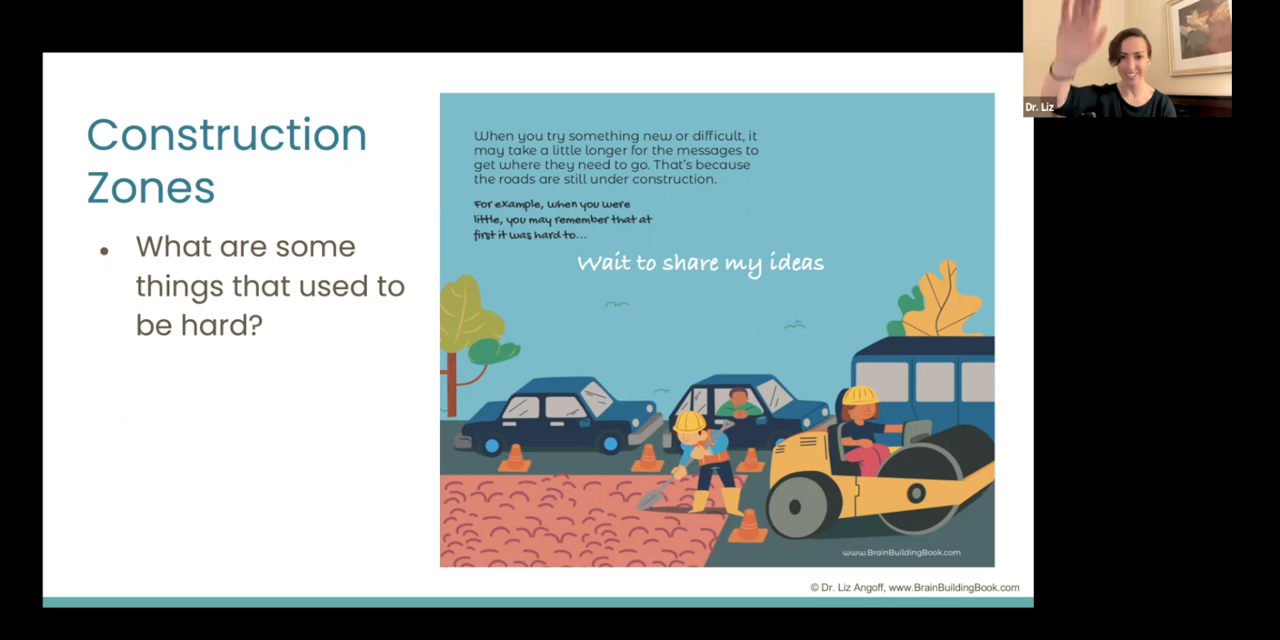 Construction
Zones
• What are some
things that used to
be hard?
When you try something new or difficult, it
may take a little longer for the messages to
get where they need to go. That's because
the roads are still under construction.
For example, when you were
little, you may remember that at
first it was hard to...
Wait to share my ideas
www.BrainBuildingBook.com
© Dr. Liz Angoff, www.BrainBuildingBook.com
Dr. Liz